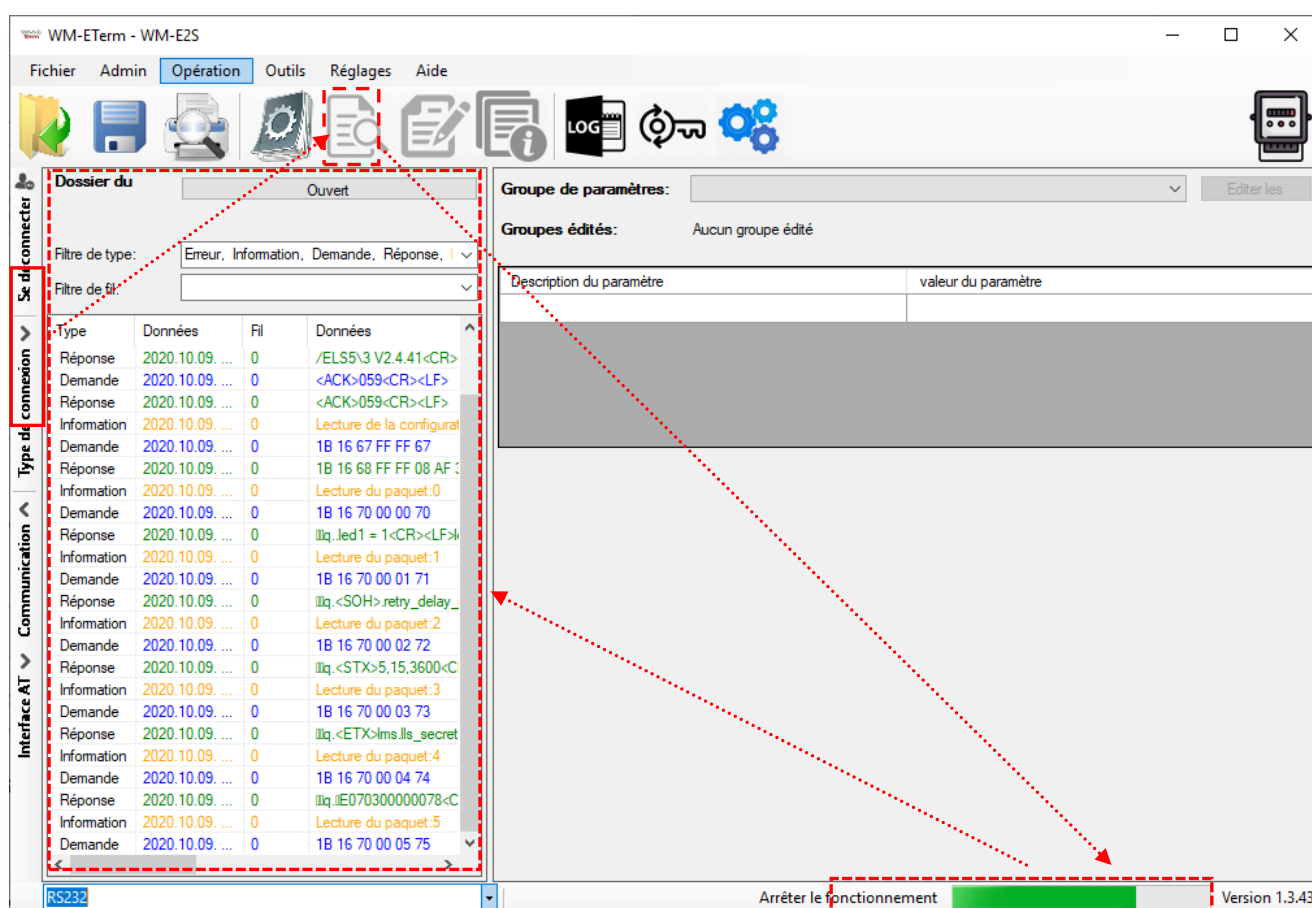 WM-ETerm - WM-E2S
Fichier Admin Opération Outils Réglages Aide
LOG
Se déconnecter
Type de connexion
Communication
Interface AT
Dossier du
Ouvert
Filtre de type: Erreur, Information, Demande, Réponse,
Filtre de fil:
Type Données Fil Données
Réponse 2020.10.09. ... 0 /ELS5\3 V2.4.41<CR>
Demande 2020.10.09. ... 0 <ACK>059<CR><LF>
Réponse 2020.10.09. ... 0 <ACK>059<CR><LF>
Information 2020.10.09. ... 0 Lecture de la configurat
Demande 2020.10.09. ... 0 1B 16 67 FF FF 67
Réponse 2020.10.09. ... 0 1B 16 68 FF FF 08 AF
Information 2020.10.09. ... 0 Lecture du paquet:0
Demande 2020.10.09. ... 0 1B 16 70 00 00 70
Réponse 2020.10.09. ... 0 q..led1 = 1<CR><LF>
Information 2020.10.09. ... 0 Lecture du paquet:1
Demande 2020.10.09. ... 0 1B 16 70 00 01 71
Réponse 2020.10.09. ... 0 q.<SOH>.retry_delay_
Information 2020.10.09. ... 0 Lecture du paquet:2
Demande 2020.10.09. ... 0 1B 16 70 00 02 72
Réponse 2020.10.09. ... 0 q.<STX>5,15,3600<C
Information 2020.10.09. ... 0 Lecture du paquet:3
Demande 2020.10.09. ... 0 1B 16 70 00 03 73
Réponse 2020.10.09. ... 0 q.<ETX>lms.lls_secret
Information 2020.10.09. ... 0 Lecture du paquet:4
Demande 2020.10.09. ... 0 1B 16 70 00 04 74
Réponse 2020.10.09. ... 0 q.E070300000078<C
Information 2020.10.09. ... 0 Lecture du paquet:5
Demande 2020.10.09. ... 0 1B 16 70 00 05 75
Groupe de paramètres:
Editer les
Groupes édités: Aucun groupe édité
Description du paramètre valeur du paramètre
RS232
Arrêter le fonctionnement
Version 1.3.43